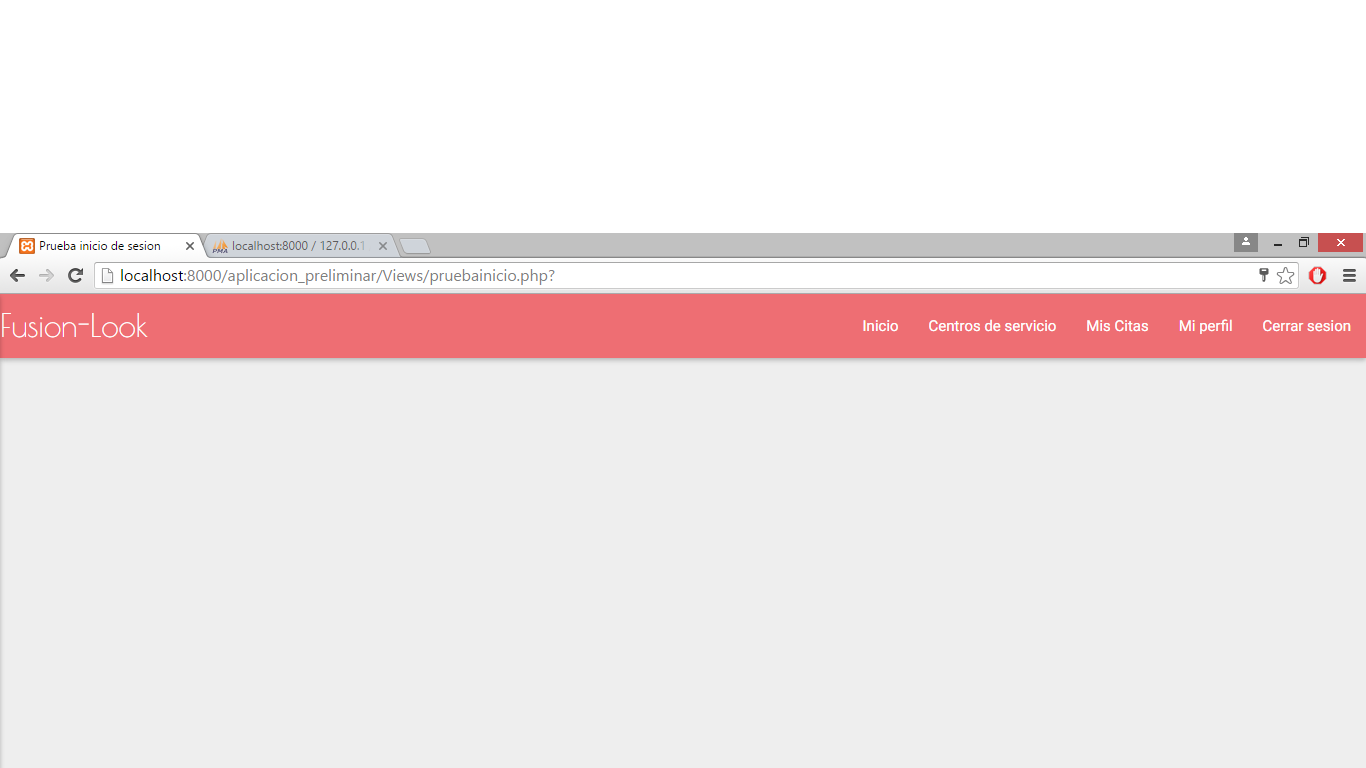 Prueba inicio de sesion
PMA
localhost:8000 / 127.0.0.1
localhost:8000/aplicacion_preliminar/Views/pruebainicio.php?
Fusion-Look
Inicio
Centros de servicio
Mis Citas
Mi perfil
Cerrar sesion